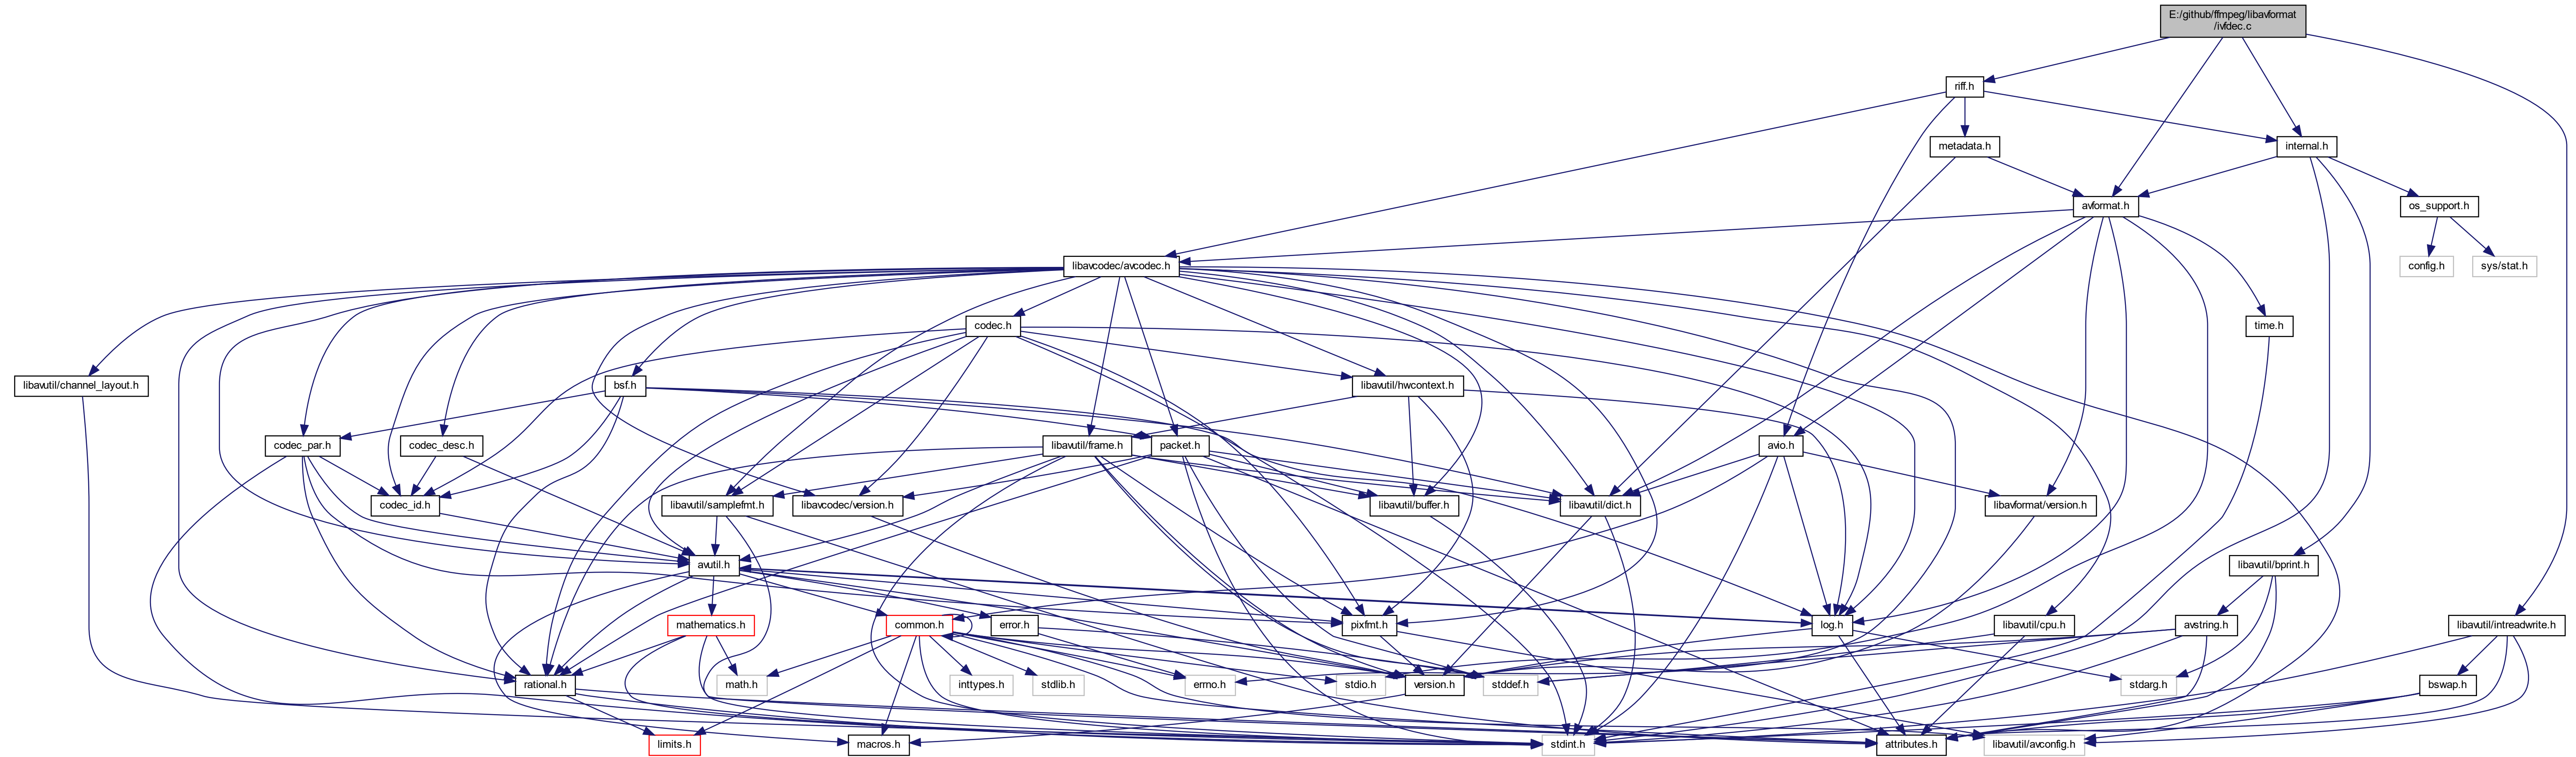 E:/github/ffmpeg/libavformat
/ivfdec.c
riff.h
metadata.h
internal.h
avformat.h
os_support.h
libavcodec/avcodec.h
config.h
sys/stat.h
codec.h
time.h
libavutil/channel_layout.h
bsf.h
libavutil/hwcontext.h
codec_par.h
codec_desc.h
libavutil/frame.h
packet.h
avio.h
codec_id.h
libavutil/samplefmt.h
libavcodec/version.h
libavutil/buffer.h
libavutil/dict.h
libavformat/version.h
avutil.h
libavutil/bprint.h
mathematics.h
common.h
error.h
pixfmt.h
log.h
libavutil/cpu.h
avstring.h
libavutil/intreadwrite.h
rational.h
math.h
inttypes.h
stdlib.h
errno.h
stdio.h
version.h
stddef.h
stdarg.h
bswap.h
limits.h
macros.h
stdint.h
attributes.h
libavutil/avconfig.h